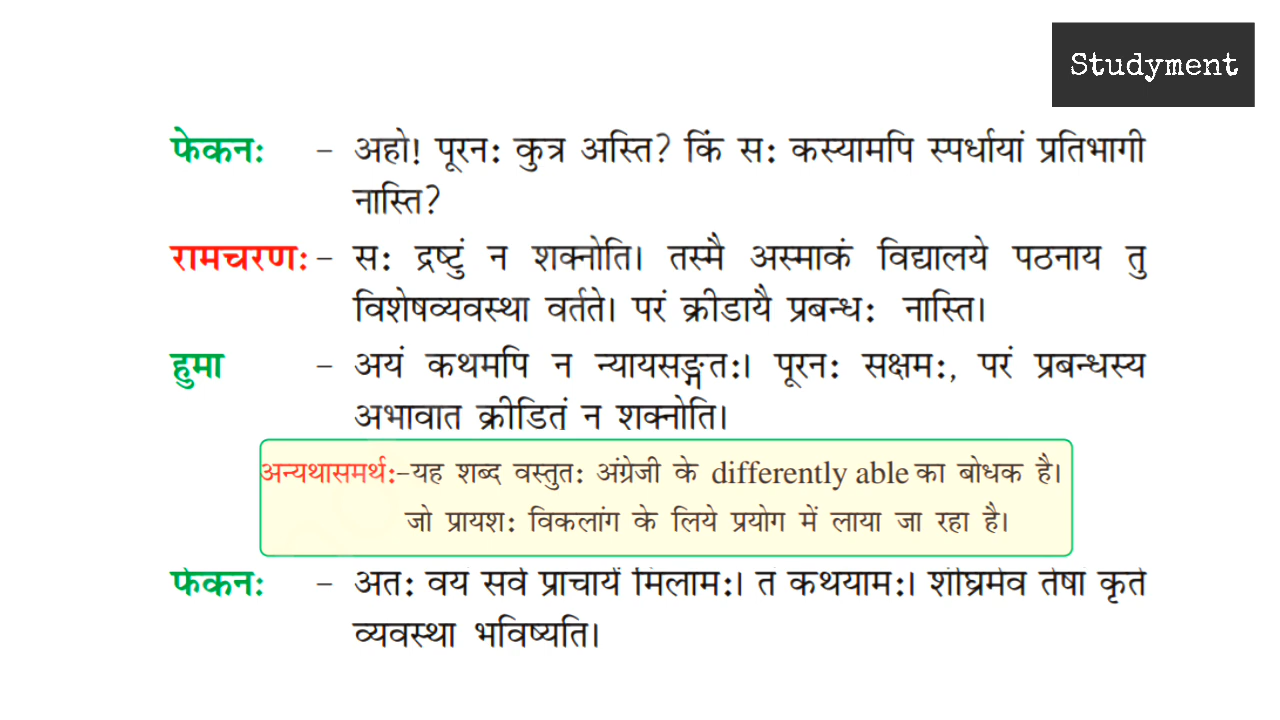 Studyment
फेकनः – अहो! पूरनः कुत्र अस्ति? किं सः कस्यामपि स्पर्धायां प्रतिभागी
नास्ति?
रामचरणः – सः द्रष्टुं न शक्नोति। तस्मै अस्माकं विद्यालये पठनाय तु
विशेषव्यवस्था वर्तते। परं क्रीडायै प्रबन्धः नास्ति।
हुमा – अयं कथमपि न न्यायसङ्गतः। पूरनः सक्षमः, परं प्रबन्धस्य
अभावात क्रीडितं न शक्नोति।
अन्यथासमर्थः–यह शब्द वस्तुतः अंग्रेजी के differently able का बोधक है।
जो प्रायशः विकलांग के लिये प्रयोग में लाया जा रहा है।
फेकनः – अतः वयं सर्वे प्राचार्यं मिलामः। तं कथयामः। शीघ्रमेव तेषां कृते
व्यवस्था भविष्यति।